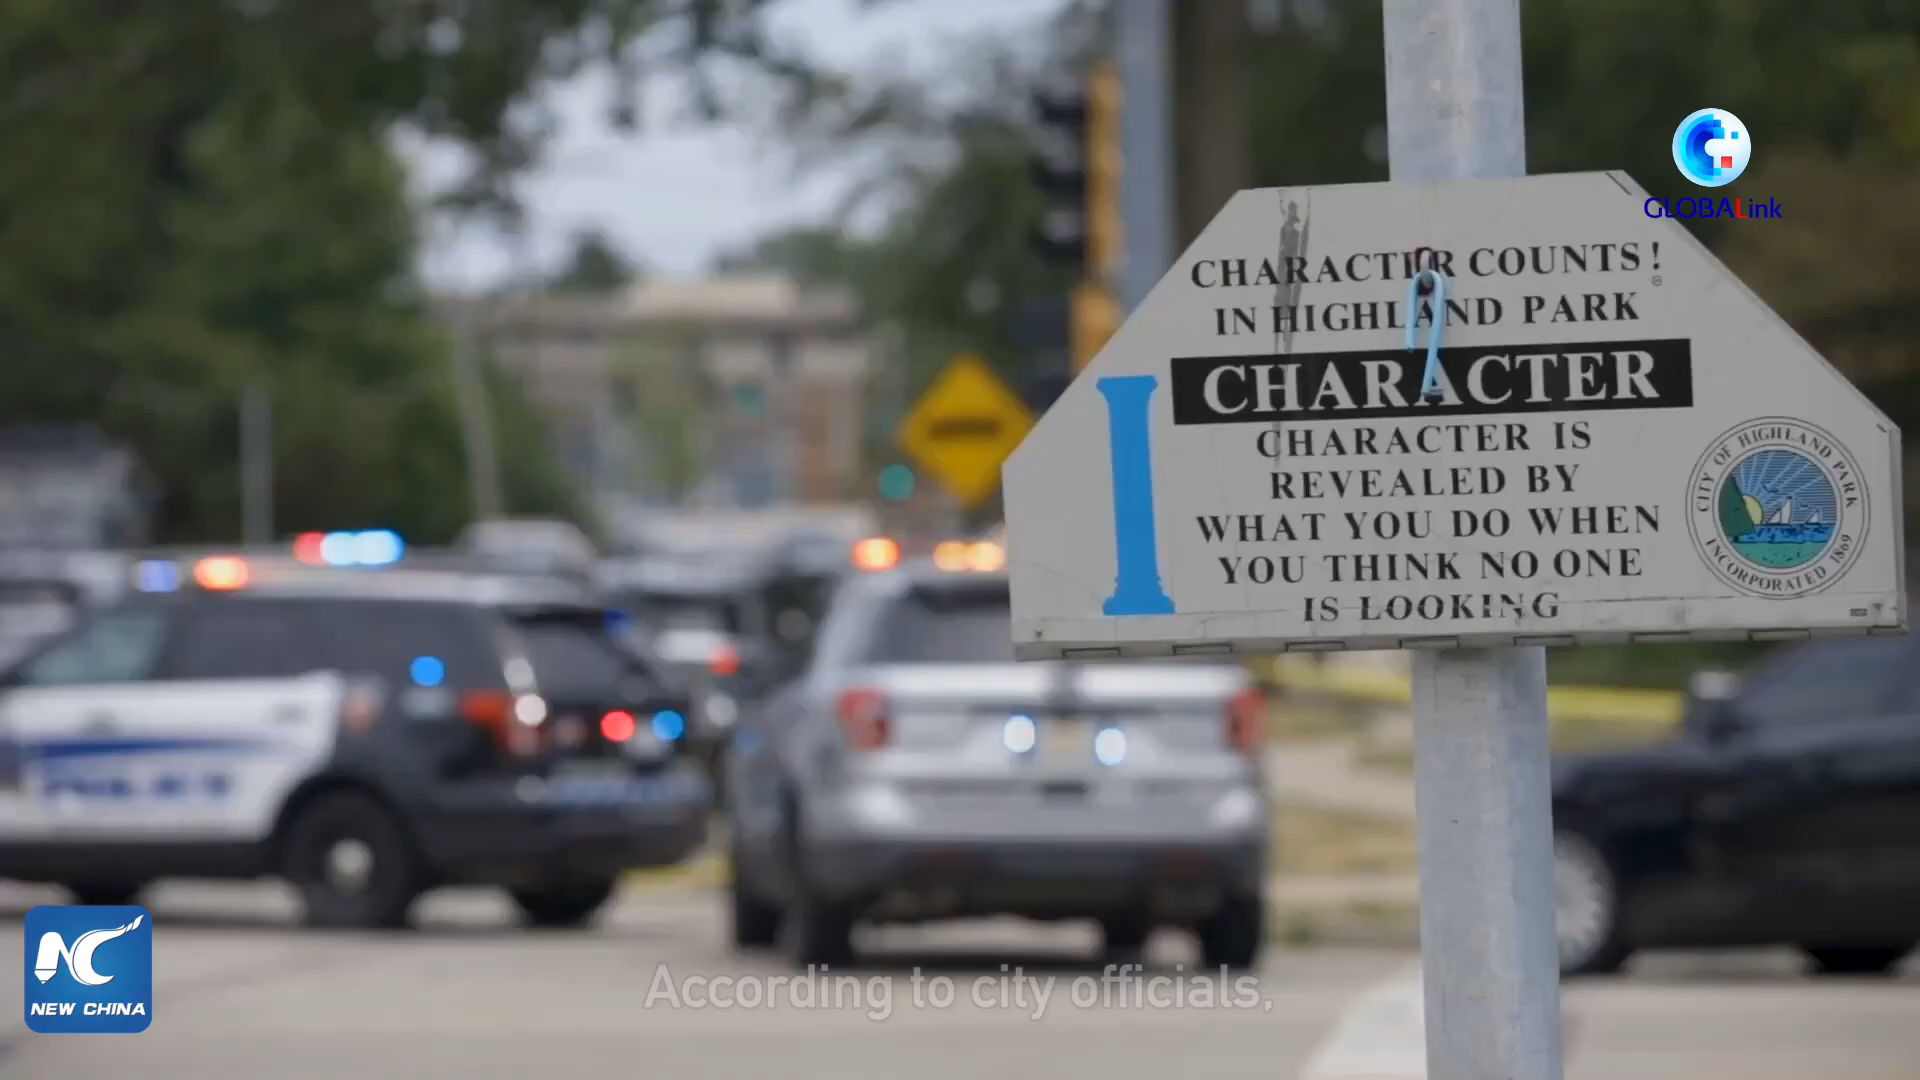 GLOBALink
CHARACTER COUNTS!
IN HIGHLAND PARK
CHARACTER
CHARACTER IS
REVEALED BY
WHAT YOU DO WHEN
YOU THINK NO ONE
IS LOOKING
CITY OF HIGHLAND PARK
INCORPORATED 1869
NEW CHINA
According to city officials,